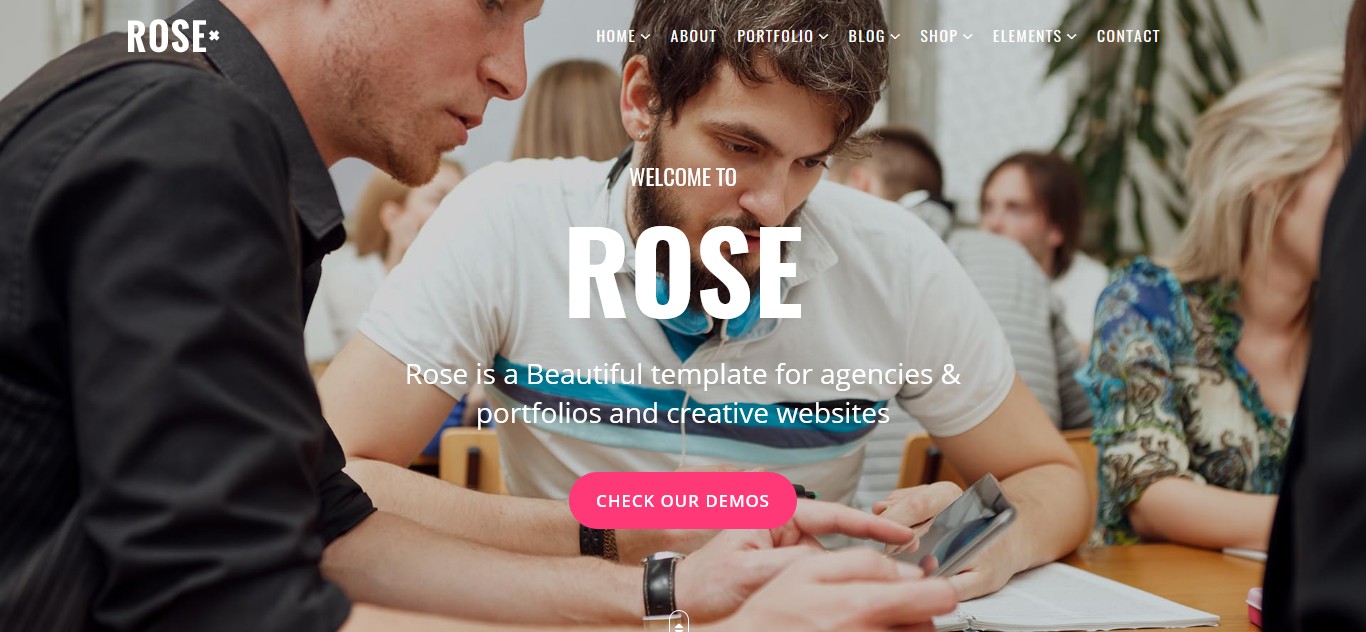 ROSE
HOME ABOUT PORTFOLIO BLOG SHOP ELEMENTS CONTACT
WELCOME TO
ROSE
Rose is a Beautiful template for agencies &
portfolios and creative websites
CHECK OUR DEMOS